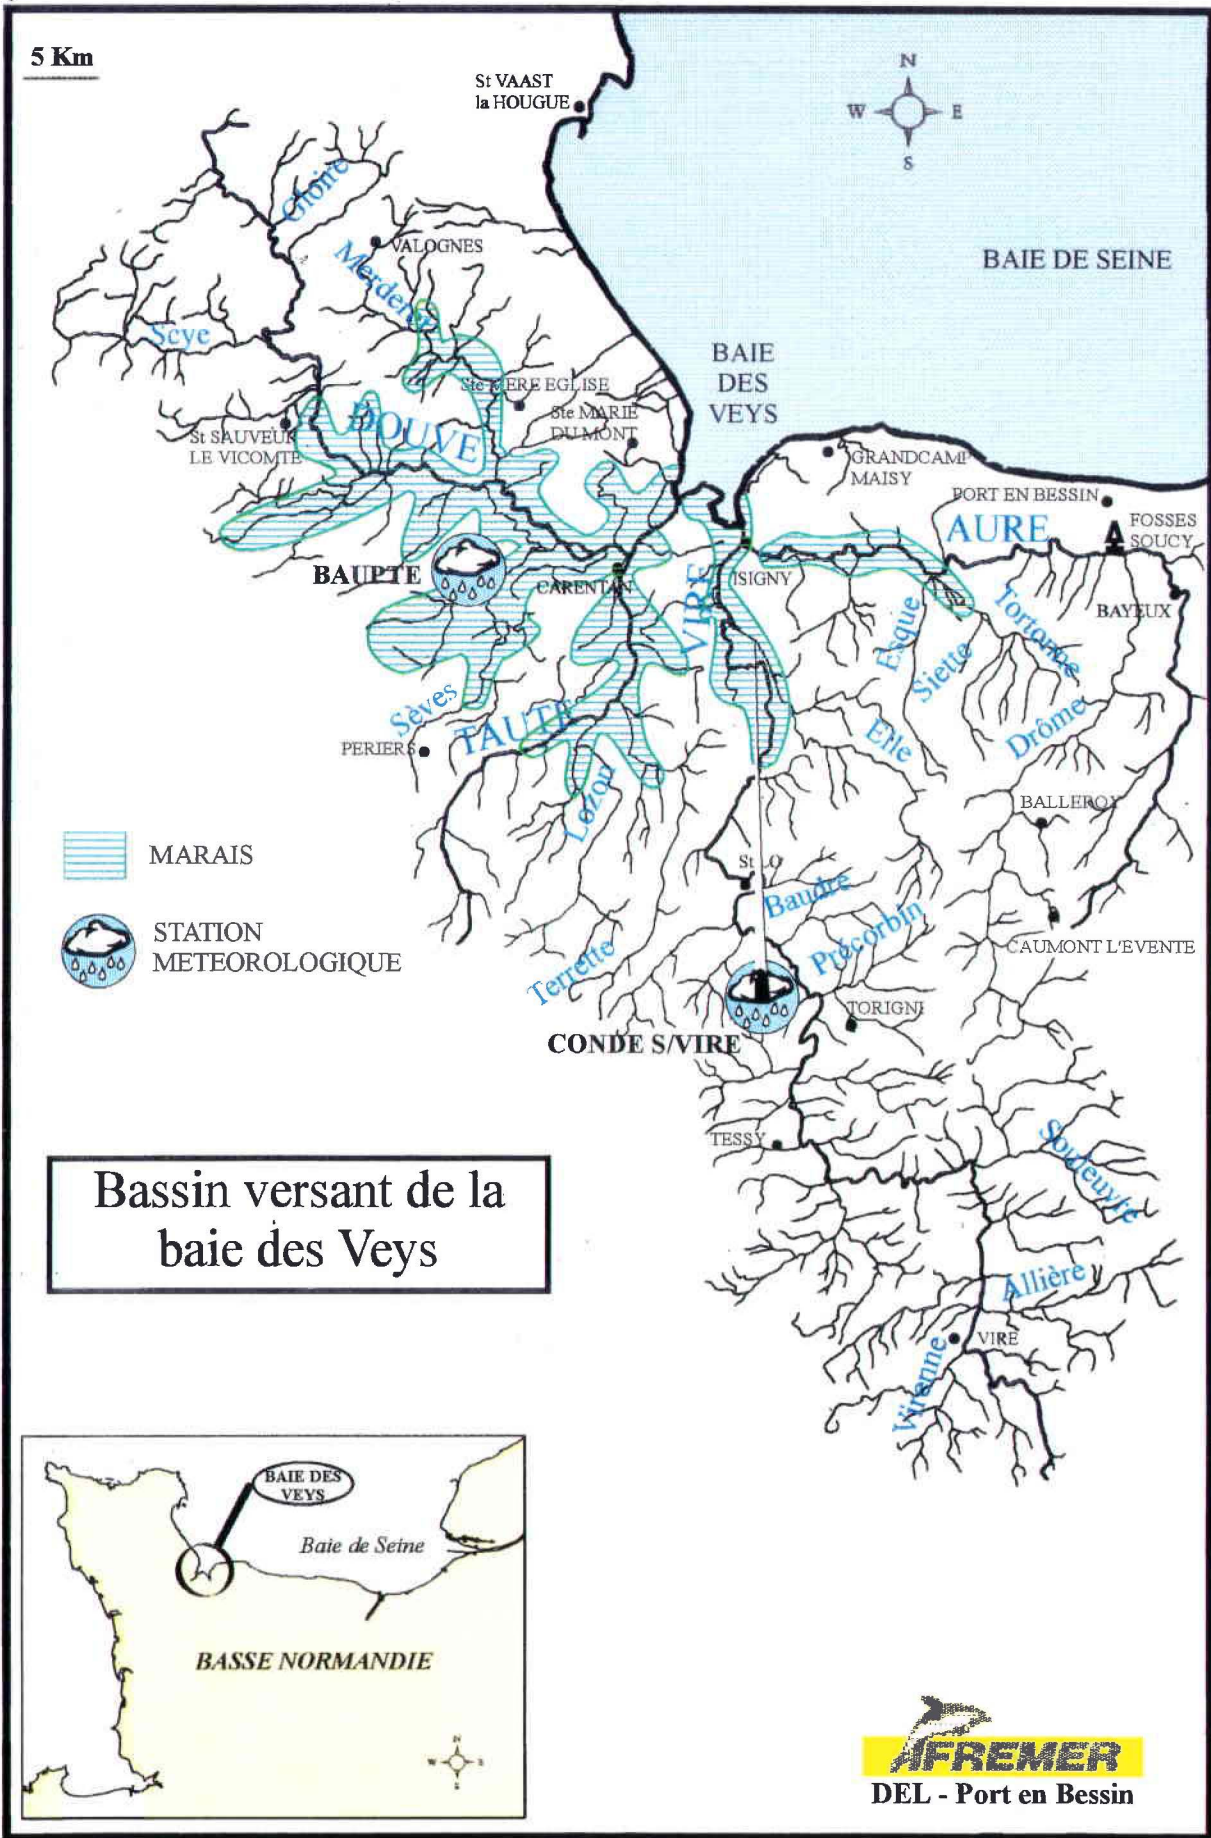 5 Km
St VAAST
la HOUGUE
N
W E
S
Gloire
VALOGNES
Merderet
BAIE DE SEINE
Scye
BAIE
DES
VEYS
Ste MERE EGLISE
DOUVE
Ste MARIE
DU MONT
St SAUVEUR
LE VICOMTE
GRANDCAMP
MAISY
PORT EN BESSIN
AURE
FOSSES
SOUCY
BAUPTE
CARENTAN
VIRE
ISIGNY
BAYEUX
Esque
Siette
Tortonne
Sèves
TAUTE
PERIERS
Elle
Drôme
Lozon
BALLEROY
MARAIS
St LO
Baudre
Précorbin
STATION
METEOROLOGIQUE
CAUMONT L'EVENTE
Terrette
TORIGNI
CONDE S/VIRE
TESSY
Souleuvre
Bassin versant de la
baie des Veys
Allière
VIRE
Virenne
BAIE DES
VEYS
Baie de Seine
BASSE NORMANDIE
N
W E
S
IFREMER
DEL - Port en Bessin